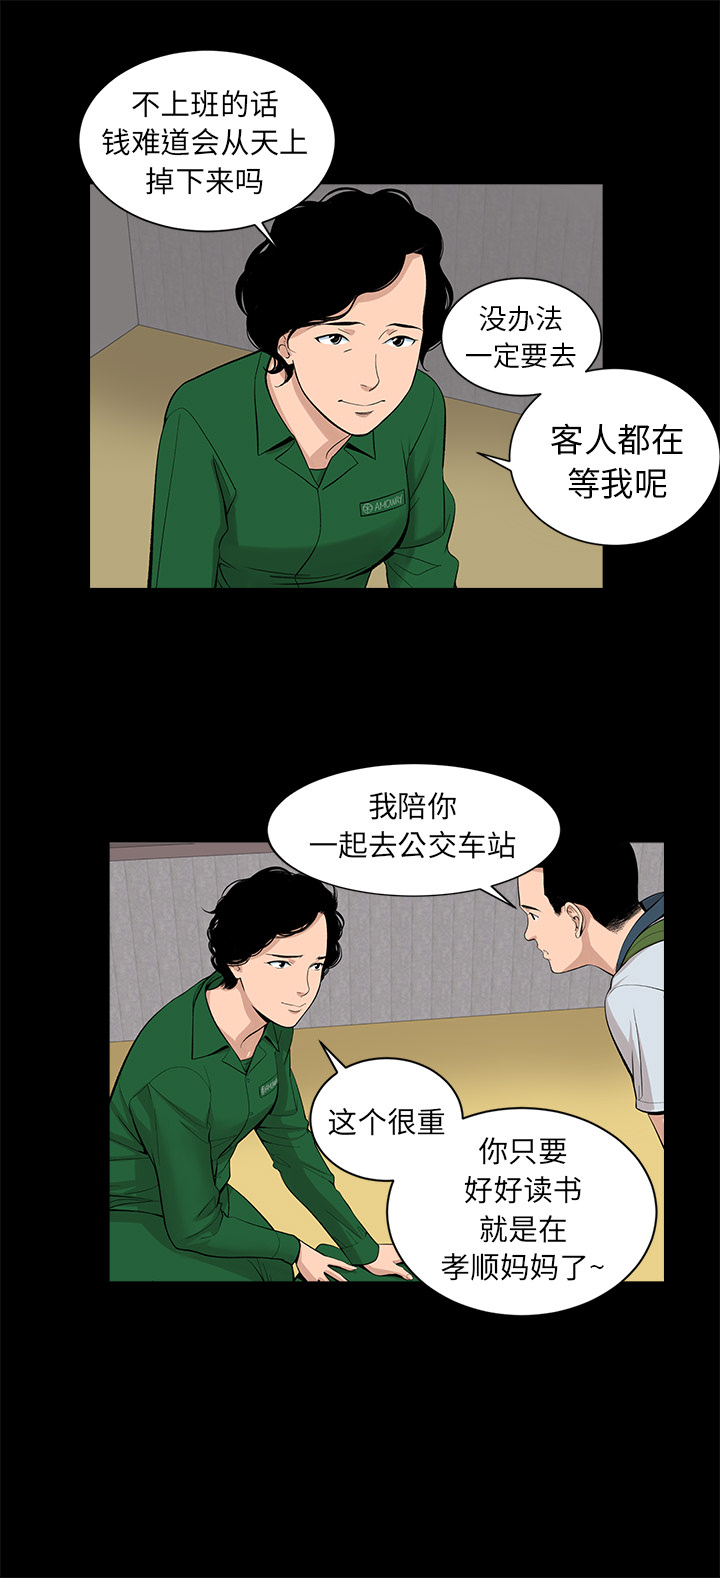 不上班的话
钱难道会从天上
掉下来吗
没办法
一定要去
客人都在
等我呢
AMOWAY
我陪你
一起去公交车站
这个很重
你只要
好好读书
就是在
孝顺妈妈了~